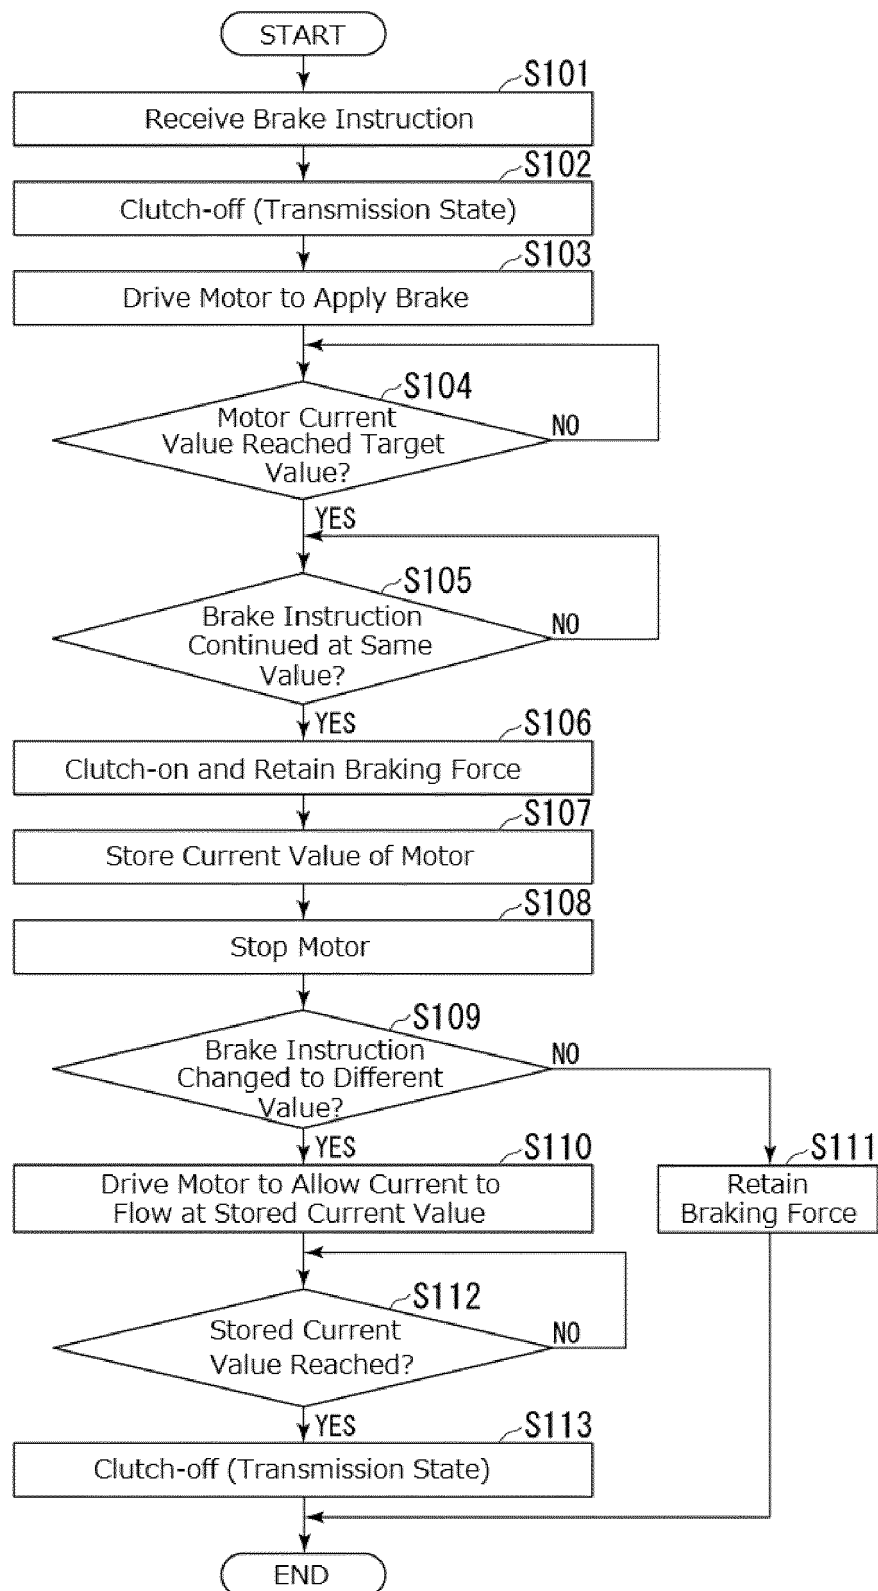 START
S101
Receive Brake Instruction
S102
Clutch-off (Transmission State)
S103
Drive Motor to Apply Brake
S104
Motor Current
Value Reached Target
Value?
NO
YES
S105
Brake Instruction
Continued at Same
Value?
NO
YES
S106
Clutch-on and Retain Braking Force
S107
Store Current Value of Motor
S108
Stop Motor
S109
Brake Instruction
Changed to Different
Value?
NO
YES
S110
Drive Motor to Allow Current to
Flow at Stored Current Value
S111
Retain
Braking Force
S112
Stored Current
Value Reached?
NO
YES
S113
Clutch-off (Transmission State)
END